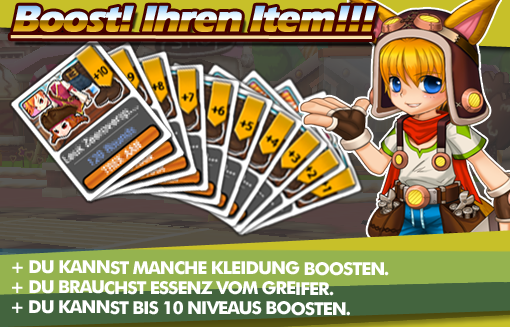 Boost! Ihren Item!!!
+10
9
+8
+7
+6
+5
+4
+3
+2
+1
+ DU KANNST MANCHE KLEIDUNG BOOSTEN.
+ DU BRAUCHST ESSENZ VOM GREIFER.
+ DU KANNST BIS 10 NIVEAUS BOOSTEN.